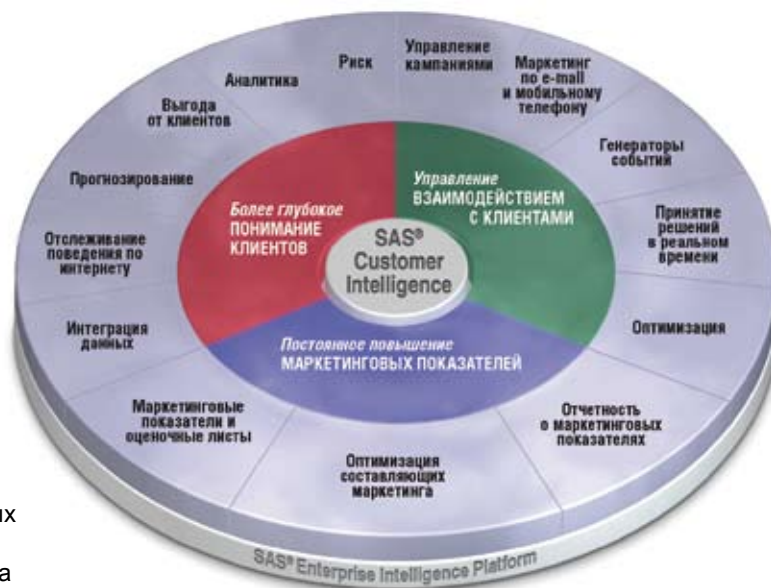 Управление
кампаниями
Маркетинг
по e-mail
и мобильному
телефону
Генераторы
событий
Принятие
решений
в реальном
времени
Оптимизация
Отчетность
о маркетинговых
показателях
Оптимизация
составляющих
маркетинга
Маркетинговые
показатели и
оценочные листы
Интеграция
данных
Отслеживание
поведения по
интернету
Прогнозирование
Выгода
от клиентов
Аналитика
Риск
Более глубокое
ПОНИМАНИЕ
КЛИЕНТОВ
Управление
ВЗАИМОДЕЙСТВИЕМ
С КЛИЕНТАМИ
SAS®
Customer
Intelligence
Постоянное повышение
МАРКЕТИНГОВЫХ ПОКАЗАТЕЛЕЙ
SAS® Enterprise Intelligence Platform
ых
а